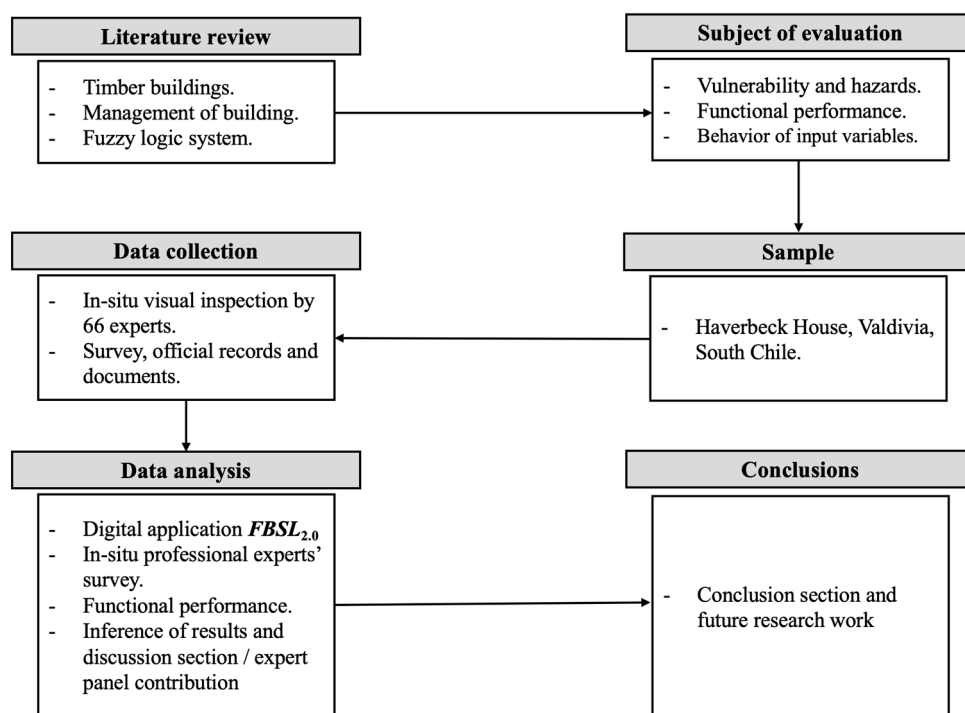 Literature review
- Timber buildings.
- Management of building.
- Fuzzy logic system.
Subject of evaluation
- Vulnerability and hazards.
- Functional performance.
- Behavior of input variables.
Sample
- Haverbeck House, Valdivia,
South Chile.
Data collection
- In-situ visual inspection by
66 experts.
- Survey, official records and
documents.
Data analysis
- Digital application FBSL2.0
- In-situ professional experts’
survey.
- Functional performance.
- Inference of results and
discussion section / expert
panel contribution
Conclusions
- Conclusion section and
future research work